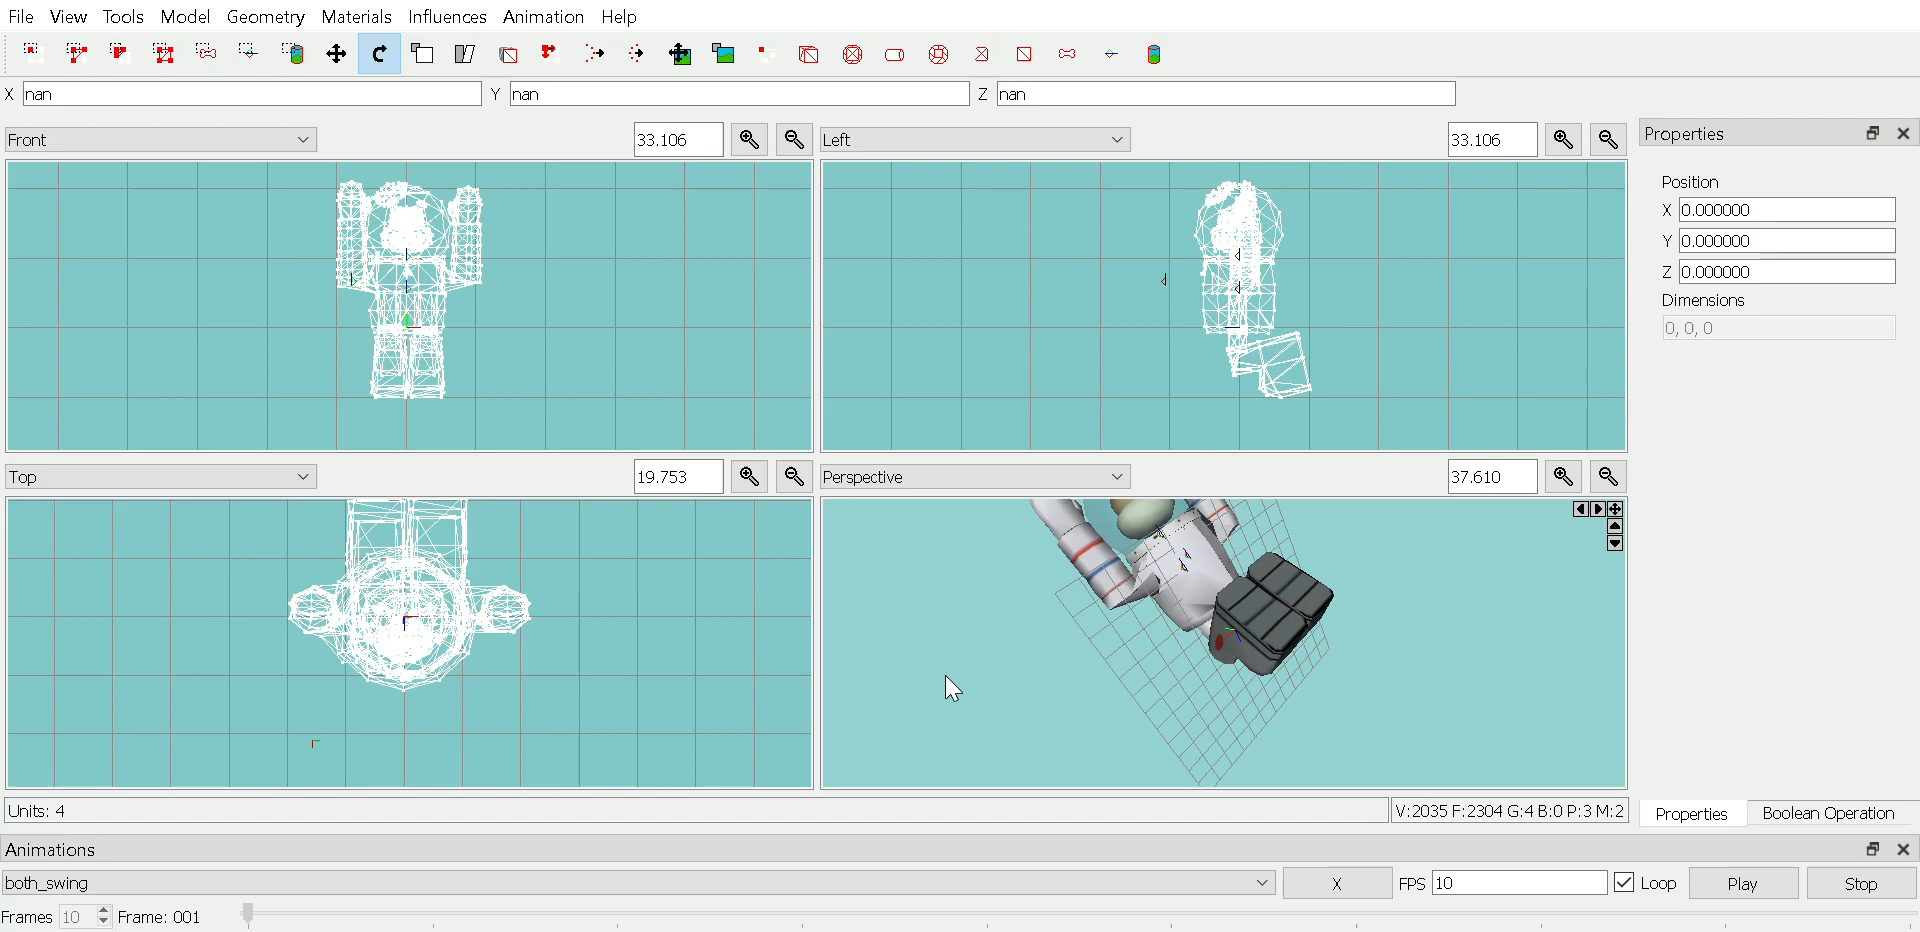 File View Tools Model Geometry Materials Influences Animation Help
X nan Y nan Z nan
Front 33.106 Left 33.106
Properties
Position
X 0.000000
Y 0.000000
Z 0.000000
Dimensions
0, 0, 0
Top 19.753 Perspective 37.610
Units: 4 V:2035 F:2304 G:4 B:0 P:3 M:2
Properties Boolean Operation
Animations
both_swing X FPS 10 Loop Play Stop
Frames 10 Frame: 001